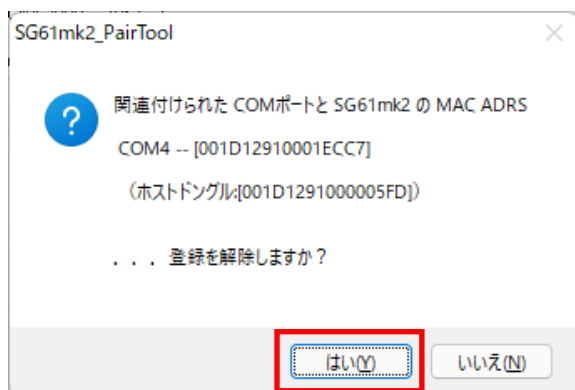 SG61mk2_PairTool
関連付けられた COMポートと SG61mk2 の MAC ADRS
COM4 -- [001D12910001ECC7]
（ホストドングル:[001D1291000005FD]）
．．．登録を解除しますか？
はい(Y)
いいえ(N)